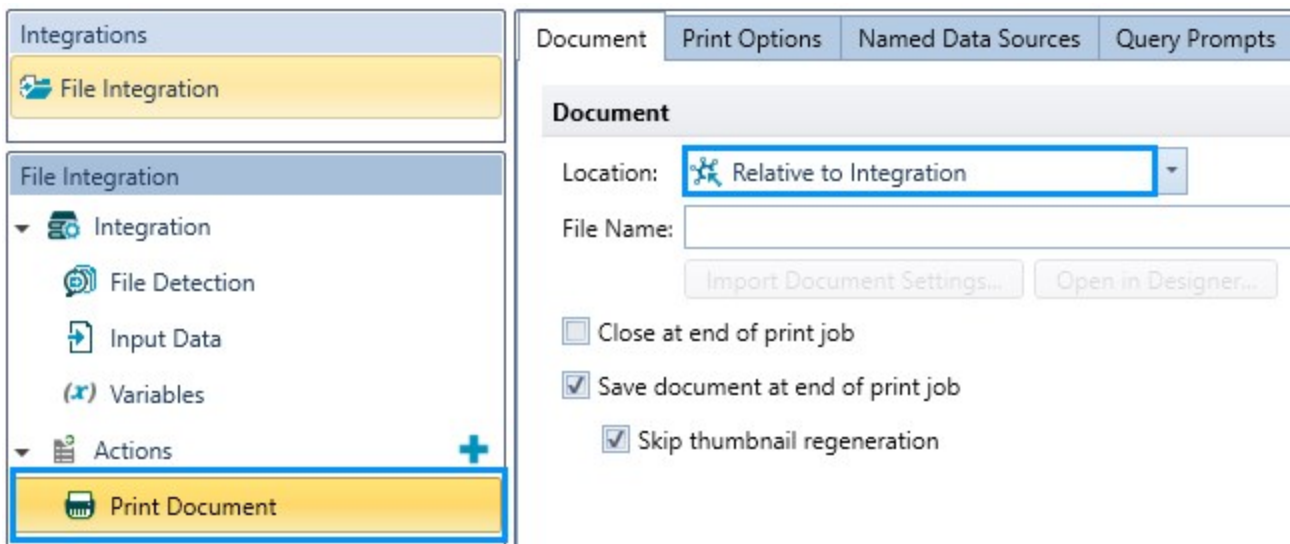 Integrations
File Integration
File Integration
Integration
File Detection
Input Data
(x) Variables
Actions
Print Document
Document Print Options Named Data Sources Query Prompts
Document
Location: Relative to Integration
File Name:
Import Document Settings... Open in Designer...
Close at end of print job
Save document at end of print job
Skip thumbnail regeneration